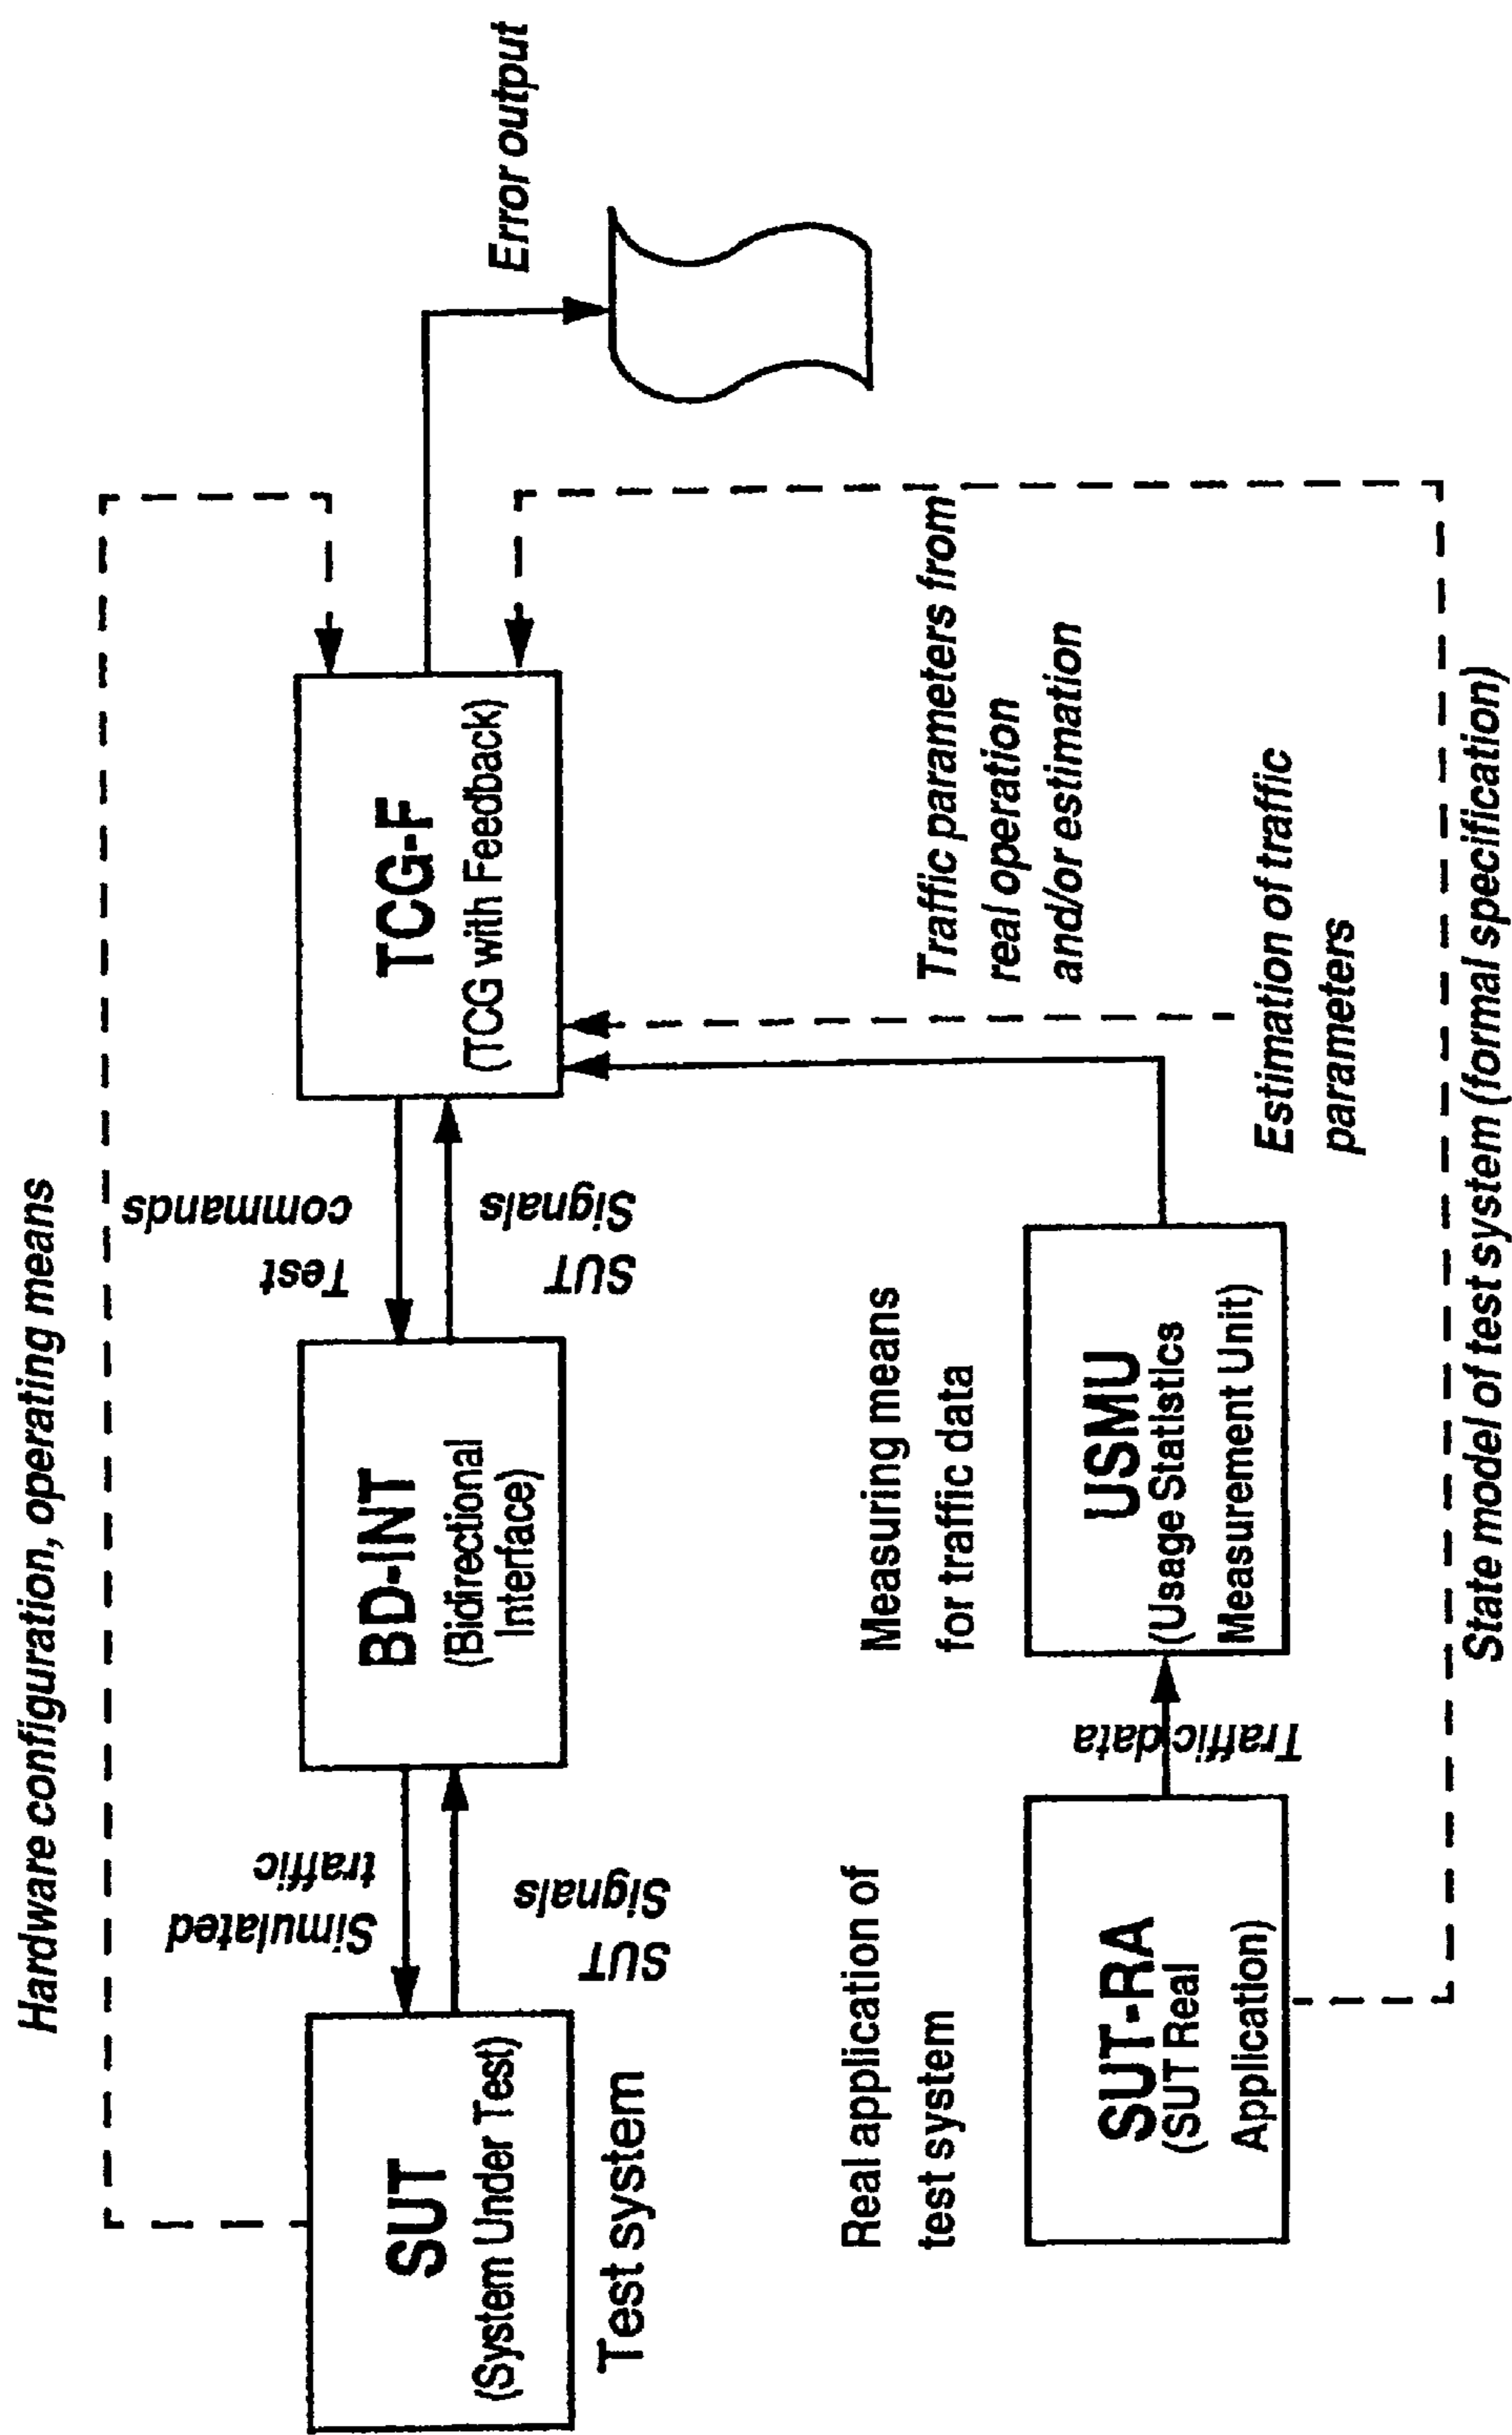 Hardware configuration, operating means
SUT
(System Under Test)
Test system
Simulated
traffic
SUT
Signals
BD-INT
(Bidirectional
Interface)
Test
commands
SUT
Signals
TCG-F
(TCG with Feedback)
Error output
Real application of
test system
SUT-RA
(SUT Real
Application)
Traffic data
Measuring means
for traffic data
USMU
(Usage Statistics
Measurement Unit)
Traffic parameters from
real operation
and/or estimation
Estimation of traffic
parameters
State model of test system (formal specification)